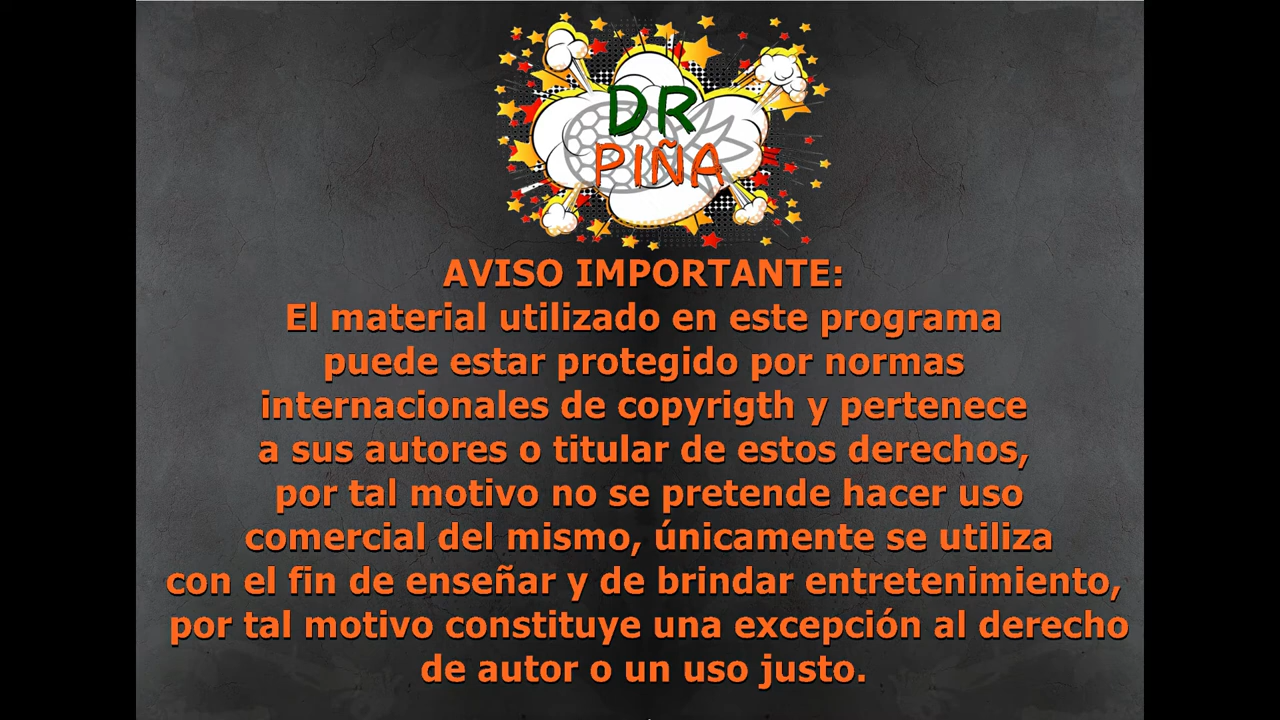 DR
PIÑA
AVISO IMPORTANTE:
El material utilizado en este programa
puede estar protegido por normas
internacionales de copyrigth y pertenece
a sus autores o titular de estos derechos,
por tal motivo no se pretende hacer uso
comercial del mismo, únicamente se utiliza
con el fin de enseñar y de brindar entretenimiento,
por tal motivo constituye una excepción al derecho
de autor o un uso justo.